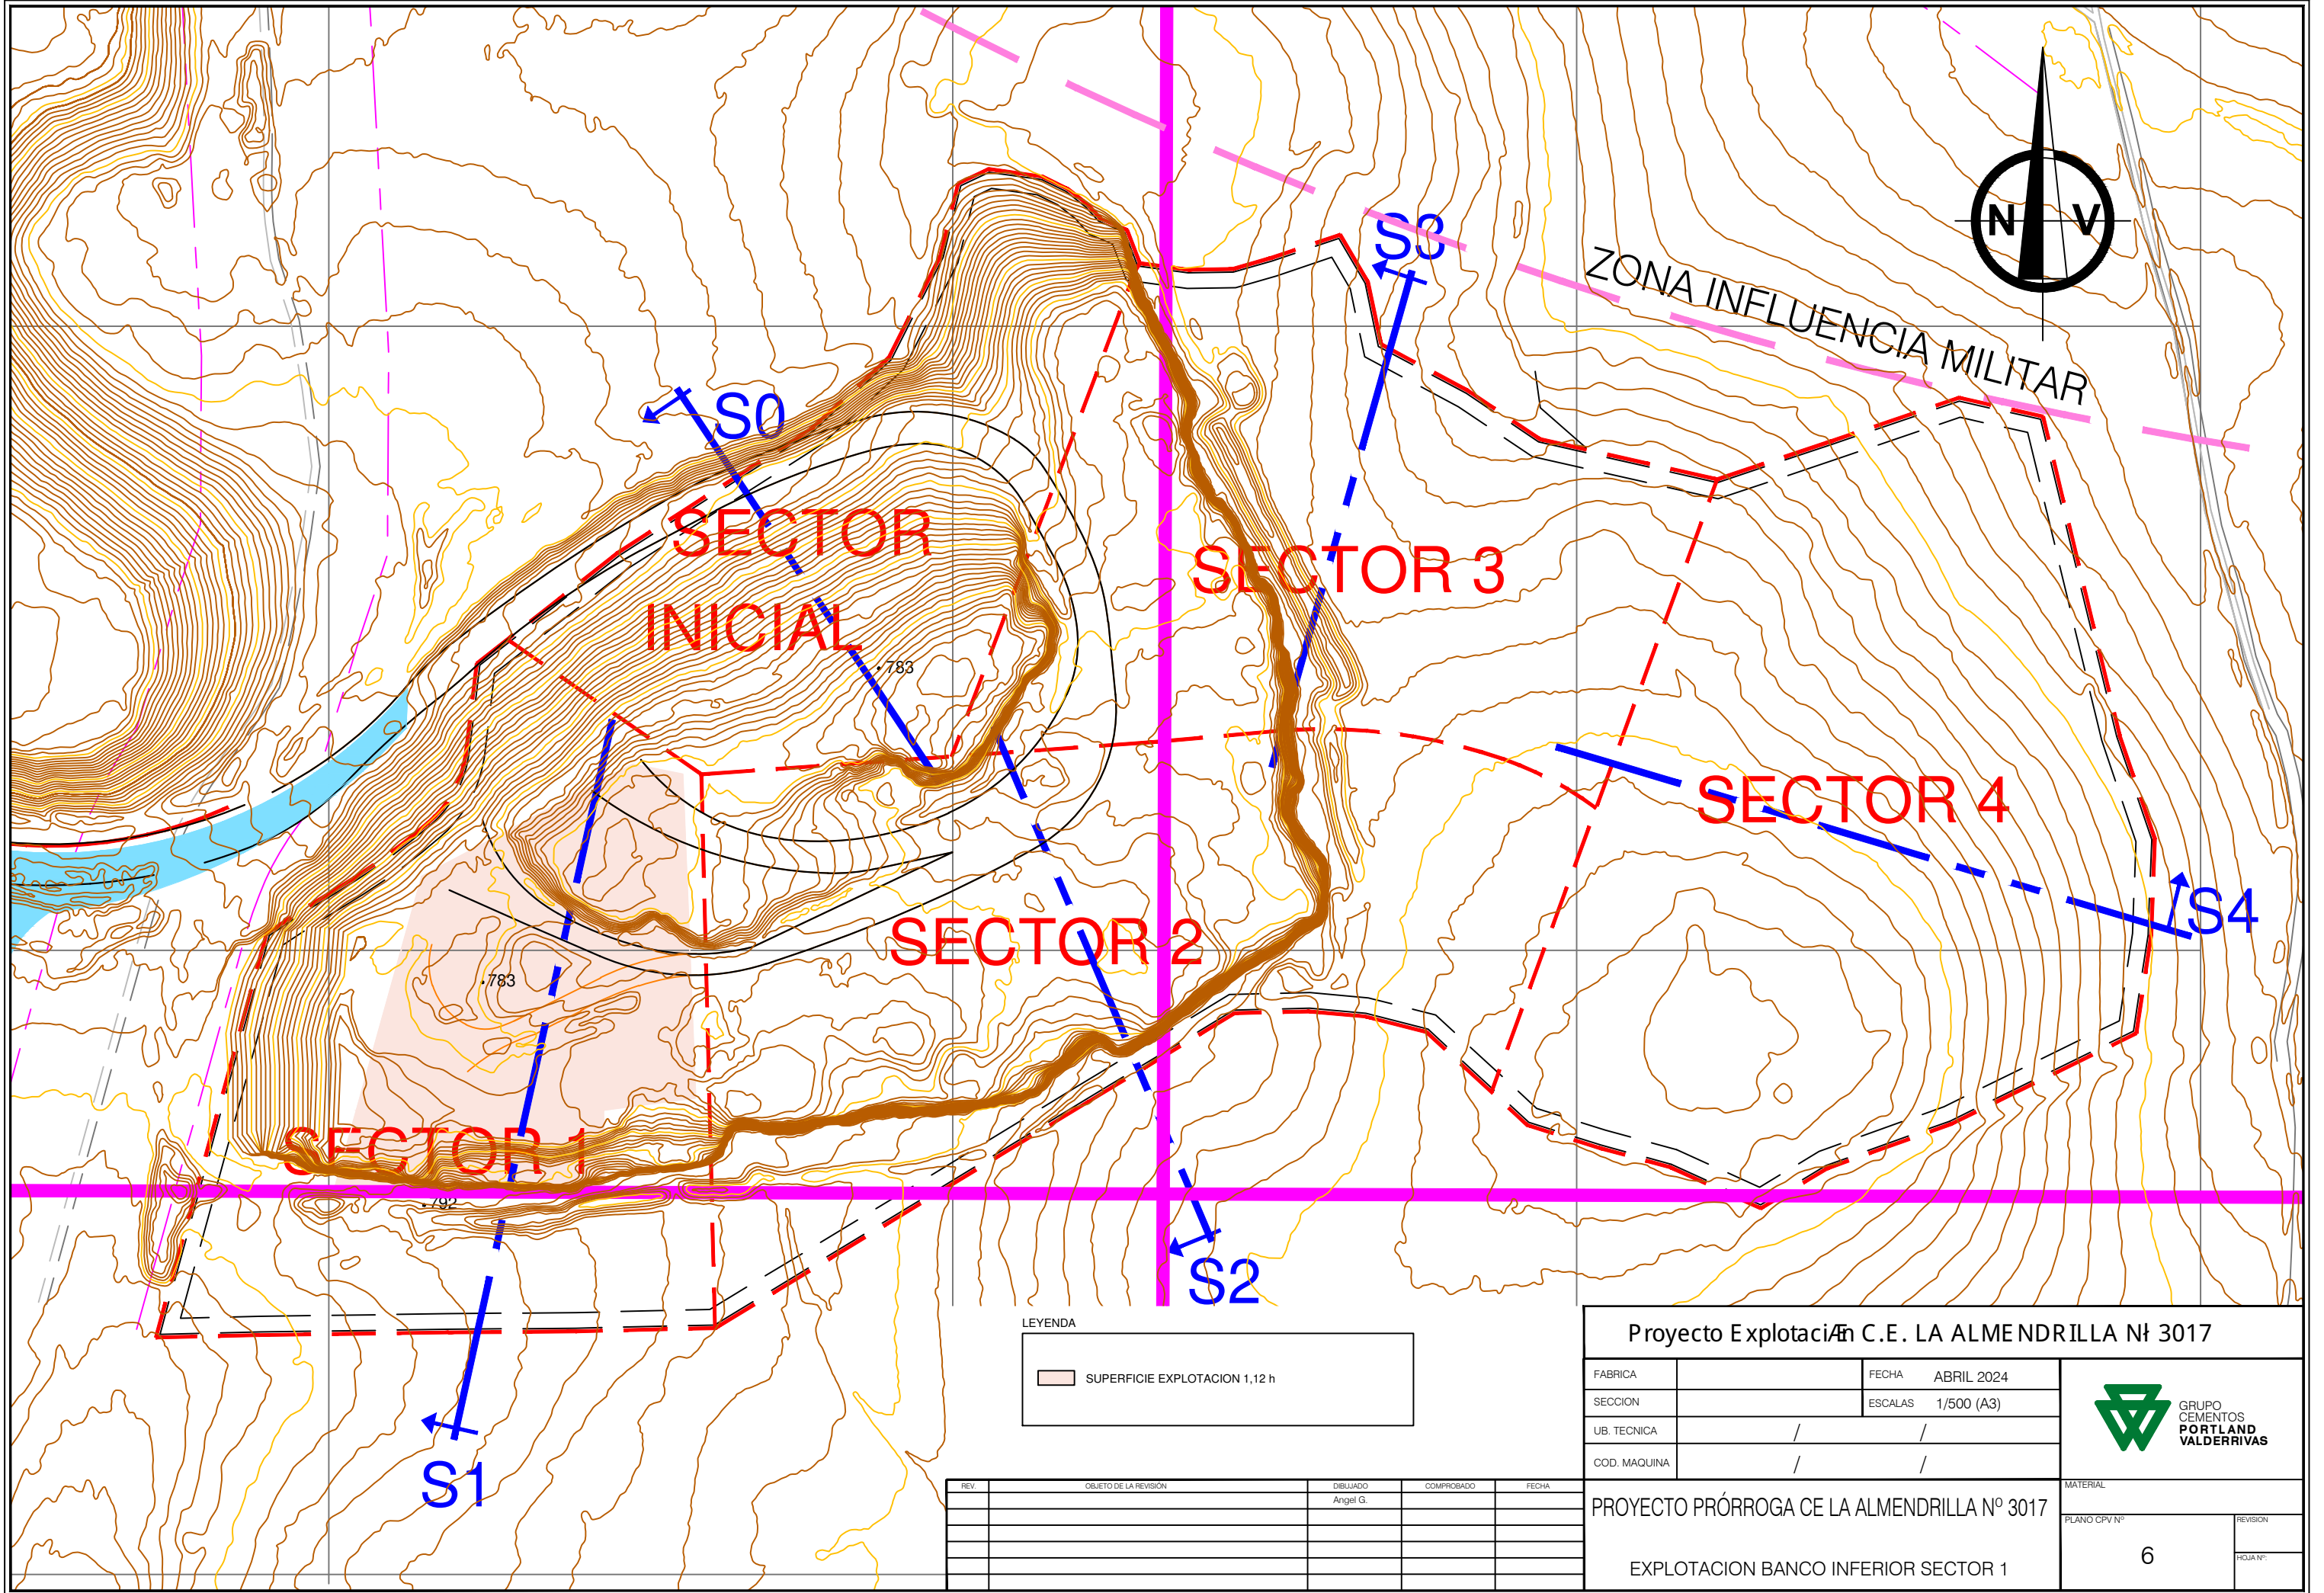 S3
N V
ZONA INFLUENCIA MILITAR
S0
SECTOR
INICIAL
783
SECTOR 3
SECTOR 4
S4
SECTOR 2
783
SECTOR 1
792
S2
S1
LEYENDA
SUPERFICIE EXPLOTACION 1,12 h
Proyecto ExplotaciÆn C.E. LA ALMENDRILLA Nł 3017
FABRICA
FECHA ABRIL 2024
SECCION
ESCALAS 1/500 (A3)
UB. TECNICA / /
COD. MAQUINA / /
GRUPO
CEMENTOS
PORTLAND
VALDERRIVAS
REV. OBJETO DE LA REVISIÓN DIBUJADO COMPROBADO FECHA
Angel G.
PROYECTO PRÓRROGA CE LA ALMENDRILLA Nº 3017
EXPLOTACION BANCO INFERIOR SECTOR 1
MATERIAL
PLANO CPV Nº
6
REVISION
HOJA Nº: